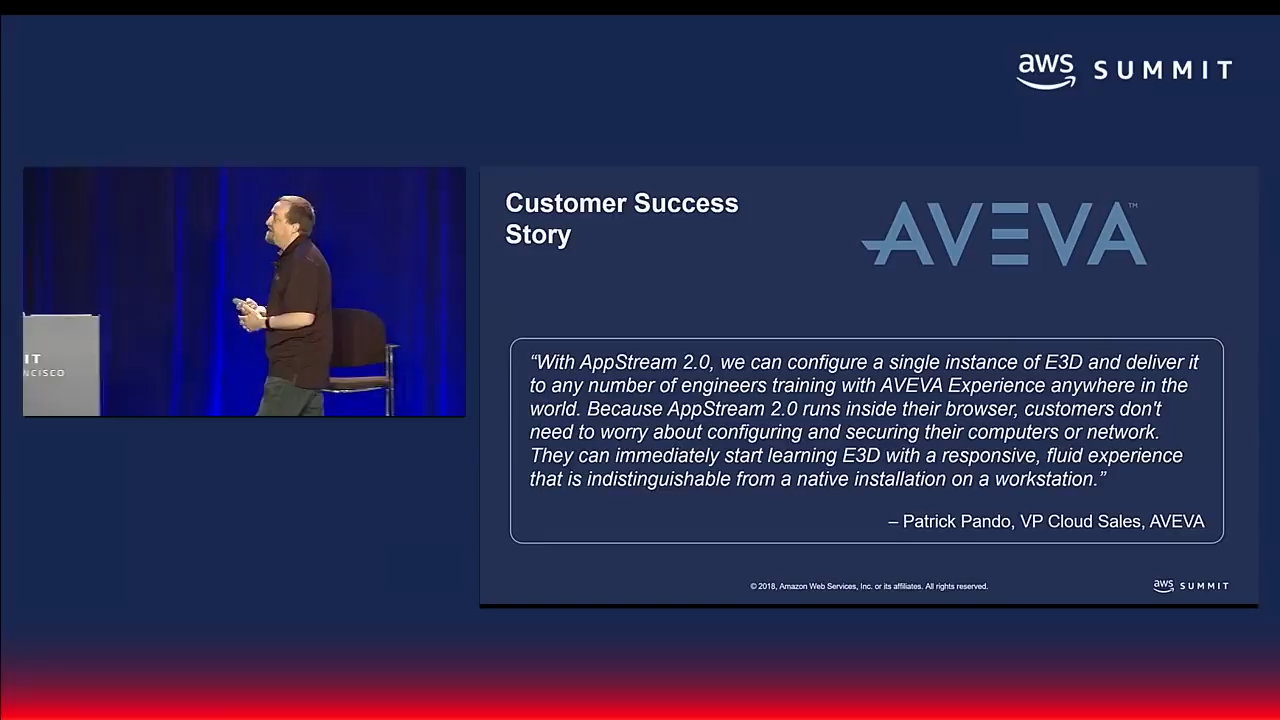 aws SUMMIT
IT
NCISCO
Customer Success
Story
AVEVA™
“With AppStream 2.0, we can configure a single instance of E3D and deliver it
to any number of engineers training with AVEVA Experience anywhere in the
world. Because AppStream 2.0 runs inside their browser, customers don't
need to worry about configuring and securing their computers or network.
They can immediately start learning E3D with a responsive, fluid experience
that is indistinguishable from a native installation on a workstation.”
– Patrick Pando, VP Cloud Sales, AVEVA
© 2018, Amazon Web Services, Inc. or its affiliates. All rights reserved.
aws SUMMIT